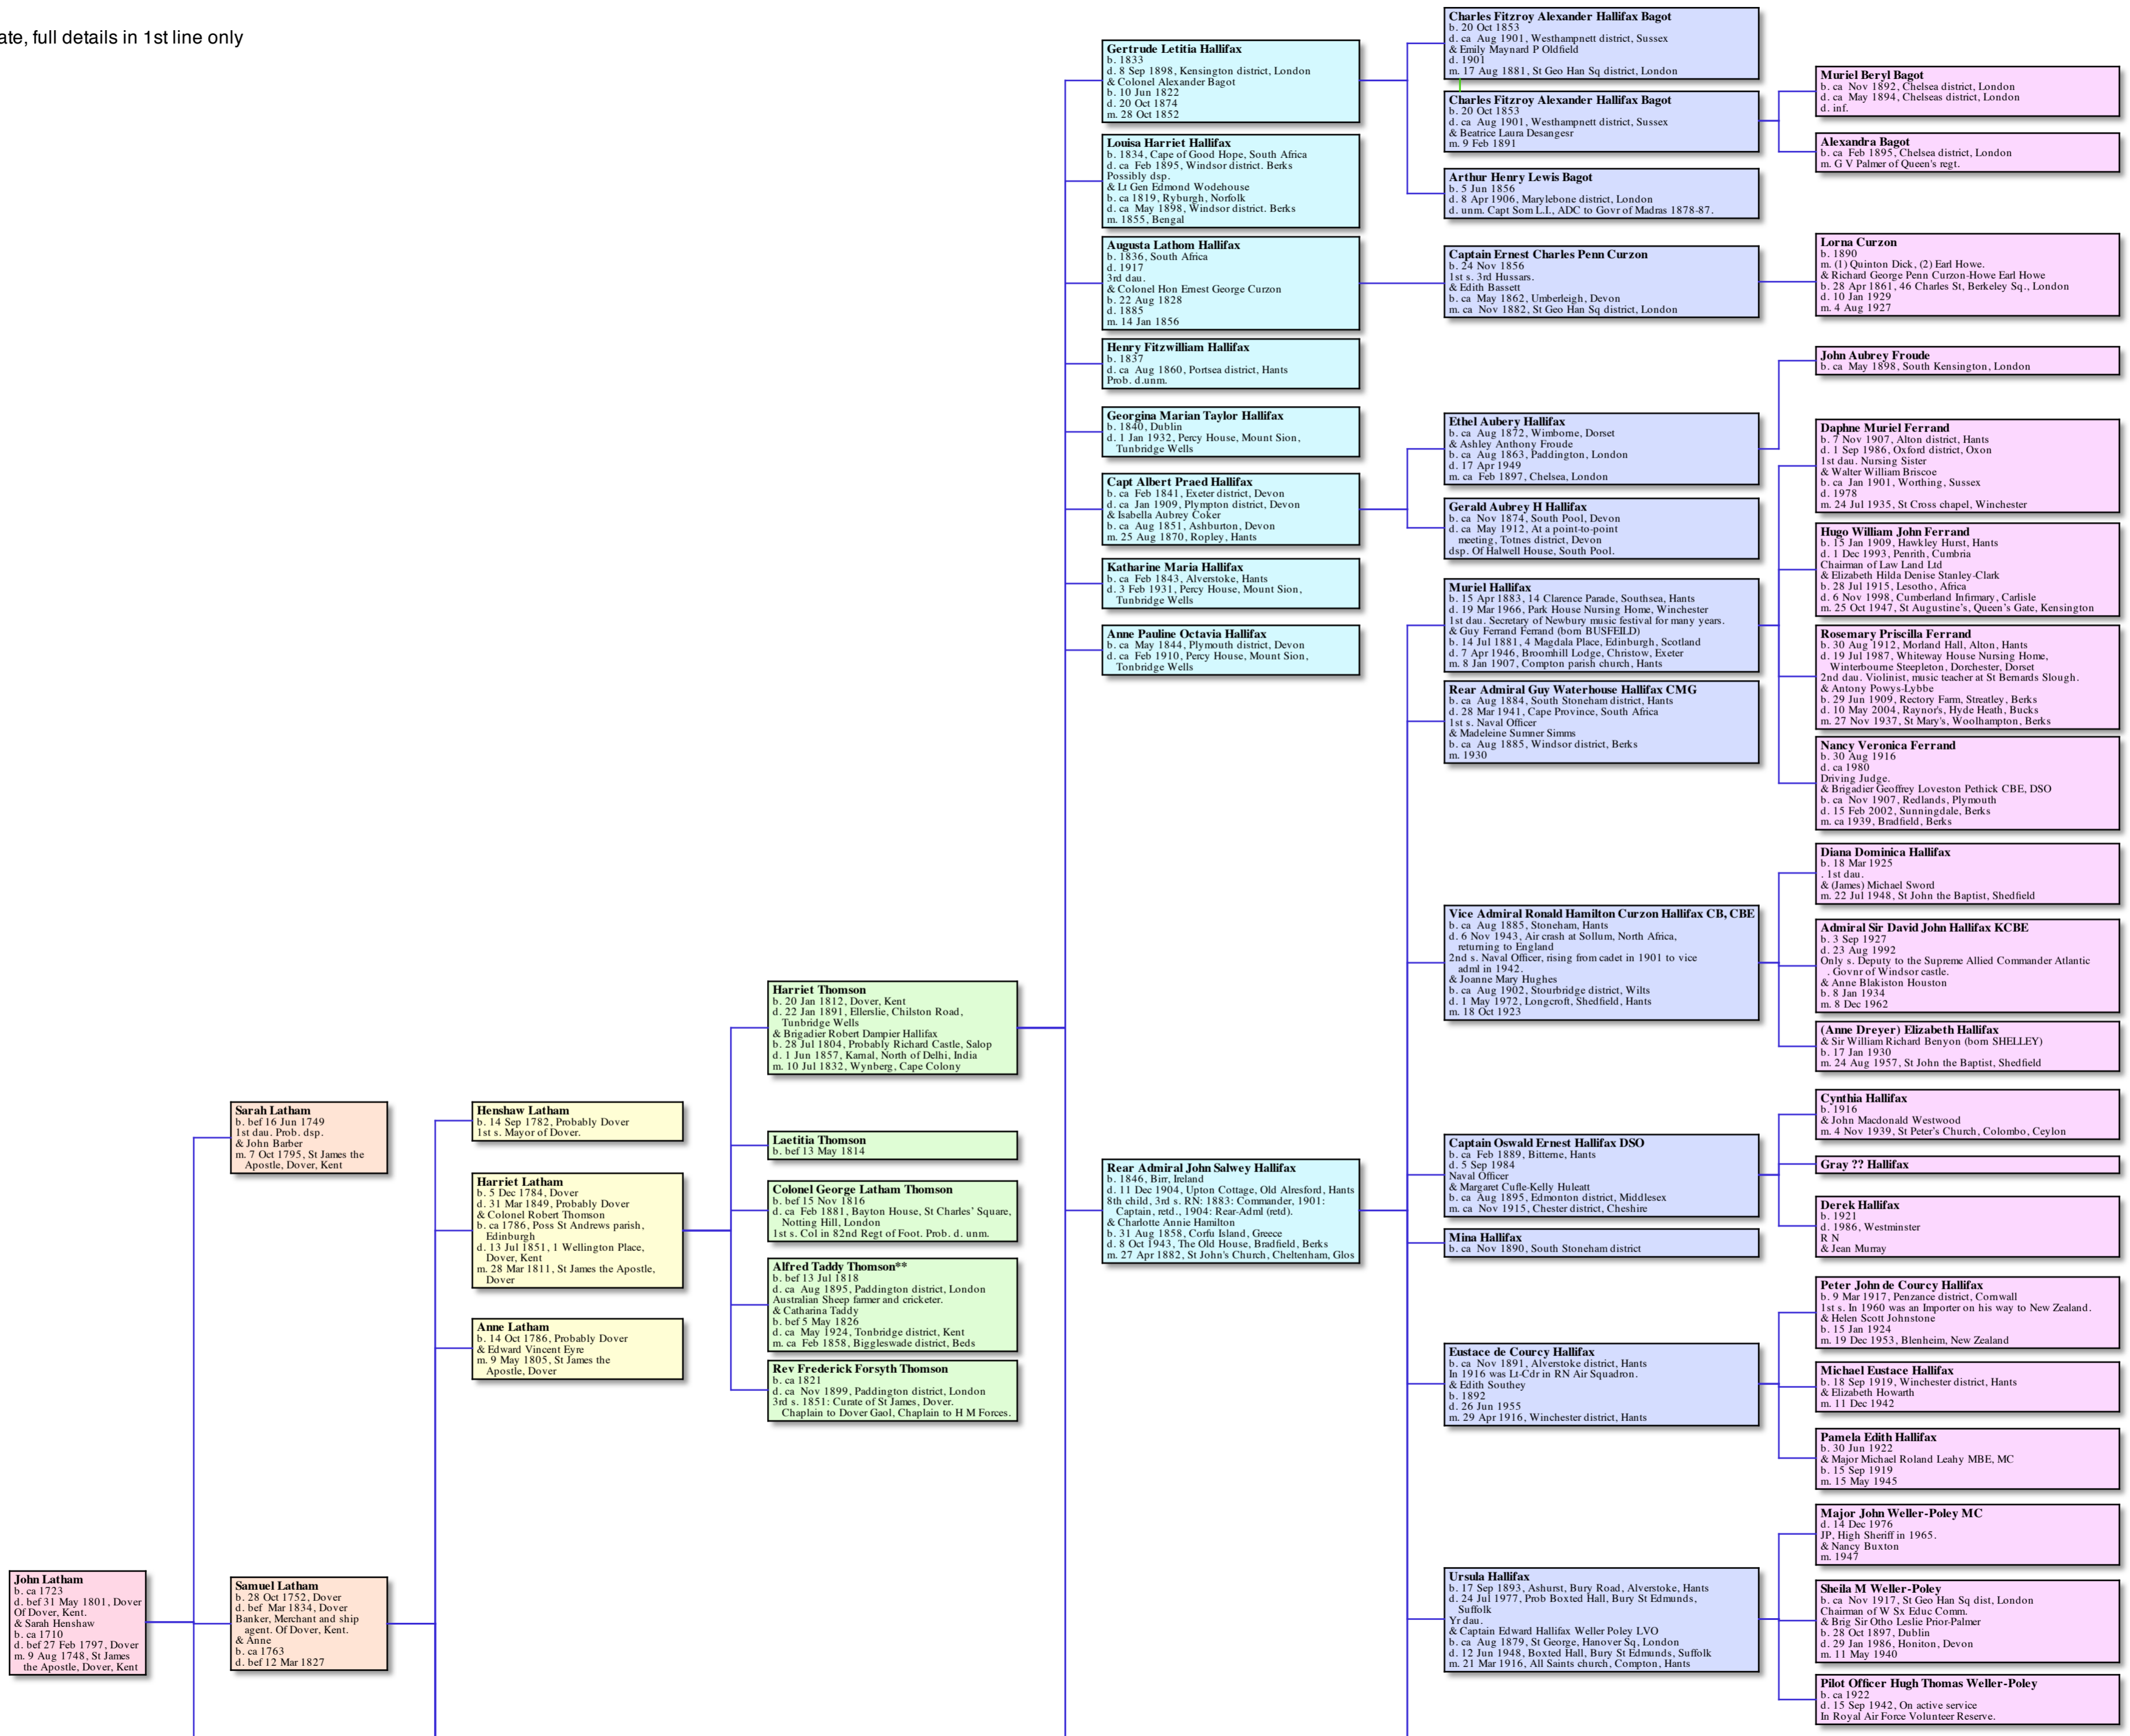 ate, full details in 1st line only
John Latham
b. ca 1723
d. bef 31 May 1801, Dover
Of Dover, Kent.
& Sarah Henshaw
b. ca 1710
d. bef 27 Feb 1797, Dover
m. 9 Aug 1748, St James
the Apostle, Dover, Kent
Sarah Latham
b. bef 16 Jun 1749
1st dau. Prob. dsp.
& John Barber
m. 7 Oct 1795, St James the
Apostle, Dover, Kent
Samuel Latham
b. 28 Oct 1752, Dover
d. bef Mar 1834, Dover
Banker, Merchant and ship
agent. Of Dover, Kent.
& Anne
b. ca 1763
d. bef 12 Mar 1827
Henshaw Latham
b. 14 Sep 1782, Probably Dover
1st s. Mayor of Dover.
Harriet Latham
b. 5 Dec 1784, Dover
d. 31 Mar 1849, Probably Dover
& Colonel Robert Thomson
b. ca 1786, Poss St Andrews parish,
Edinburgh
d. 13 Jul 1851, 1 Wellington Place,
Dover, Kent
m. 28 Mar 1811, St James the Apostle,
Dover
Anne Latham
b. 14 Oct 1786, Probably Dover
& Edward Vincent Eyre
m. 9 May 1805, St James the
Apostle, Dover
Harriet Thomson
b. 20 Jan 1812, Dover, Kent
d. 22 Jan 1891, Ellerslie, Chilston Road,
Tunbridge Wells
& Brigadier Robert Dampier Hallifax
b. 28 Jul 1804, Probably Richard Castle, Salop
d. 1 Jun 1857, Karnal, North of Delhi, India
m. 10 Jul 1832, Wynberg, Cape Colony
Laetitia Thomson
b. bef 13 May 1814
Colonel George Latham Thomson
b. bef 15 Nov 1816
d. ca Feb 1881, Bayton House, St Charles' Square,
Notting Hill, London
1st s. Col in 82nd Regt of Foot. Prob. d. unm.
Alfred Taddy Thomson**
b. bef 13 Jul 1818
d. ca Aug 1895, Paddington district, London
Australian Sheep farmer and cricketer.
& Catharina Taddy
b. bef 5 May 1826
d. ca May 1924, Tonbridge district, Kent
m. ca Feb 1858, Biggleswade district, Beds
Rev Frederick Forsyth Thomson
b. ca 1821
d. ca Nov 1899, Paddington district, London
3rd s. 1851: Curate of St James, Dover.
Chaplain to Dover Gaol, Chaplain to H M Forces.
Gertrude Letitia Hallifax
b. 1833
d. 8 Sep 1898, Kensington district, London
& Colonel Alexander Bagot
b. 10 Jun 1822
d. 20 Oct 1874
m. 28 Oct 1852
Louisa Harriet Hallifax
b. 1834, Cape of Good Hope, South Africa
d. ca Feb 1895, Windsor district. Berks
Possibly dsp.
& Lt Gen Edmond Wodehouse
b. ca 1819, Ryburgh, Norfolk
d. ca May 1898, Windsor district. Berks
m. 1855, Bengal
Augusta Lathom Hallifax
b. 1836, South Africa
d. 1917
3rd dau.
& Colonel Hon Ernest George Curzon
b. 22 Aug 1828
d. 1885
m. 14 Jan 1856
Henry Fitzwilliam Hallifax
b. 1837
d. ca Aug 1860, Portsea district, Hants
Prob. d.unm.
Georgina Marian Taylor Hallifax
b. 1840, Dublin
d. 1 Jan 1932, Percy House, Mount Sion,
Tunbridge Wells
Capt Albert Praed Hallifax
b. ca Feb 1841, Exeter district, Devon
d. ca Jan 1909, Plympton district, Devon
& Isabella Aubrey Coker
b. ca Aug 1851, Ashburton, Devon
m. 25 Aug 1870, Ropley, Hants
Katharine Maria Hallifax
b. ca Feb 1843, Alverstoke, Hants
d. 3 Feb 1931, Percy House, Mount Sion,
Tunbridge Wells
Anne Pauline Octavia Hallifax
b. ca May 1844, Plymouth district, Devon
d. ca Feb 1910, Percy House, Mount Sion,
Tonbridge Wells
Rear Admiral John Salwey Hallifax
b. 1846, Birr, Ireland
d. 11 Dec 1904, Upton Cottage, Old Alresford, Hants
8th child, 3rd s. RN: 1883: Commander, 1901:
Captain, retd., 1904: Rear-Adml (retd).
& Charlotte Annie Hamilton
b. 31 Aug 1858, Corfu Island, Greece
d. 8 Oct 1943, The Old House, Bradfield, Berks
m. 27 Apr 1882, St John's Church, Cheltenham, Glos
Charles Fitzroy Alexander Hallifax Bagot
b. 20 Oct 1853
d. ca Aug 1901, Westhampnett district, Sussex
& Emily Maynard P Oldfield
d. 1901
m. 17 Aug 1881, St Geo Han Sq district, London
Charles Fitzroy Alexander Hallifax Bagot
b. 20 Oct 1853
d. ca Aug 1901, Westhampnett district, Sussex
& Beatrice Laura Desangesr
m. 9 Feb 1891
Arthur Henry Lewis Bagot
b. 5 Jun 1856
d. 8 Apr 1906, Marylebone district, London
d. unm. Capt Som L.I., ADC to Govr of Madras 1878-87.
Captain Ernest Charles Penn Curzon
b. 24 Nov 1856
1st s. 3rd Hussars.
& Edith Bassett
b. ca May 1862, Umberleigh, Devon
m. ca Nov 1882, St Geo Han Sq district, London
Ethel Aubery Hallifax
b. ca Aug 1872, Wimborne, Dorset
& Ashley Anthony Froude
b. ca Aug 1863, Paddington, London
d. 17 Apr 1949
m. ca Feb 1897, Chelsea, London
Gerald Aubrey H Hallifax
b. ca Nov 1874, South Pool, Devon
d. ca May 1912, At a point-to-point
meeting, Totnes district, Devon
dsp. Of Halwell House, South Pool.
Muriel Hallifax
b. 15 Apr 1883, 14 Clarence Parade, Southsea, Hants
d. 19 Mar 1966, Park House Nursing Home, Winchester
1st dau. Secretary of Newbury music festival for many years.
& Guy Ferrand Ferrand (born BUSFEILD)
b. 14 Jul 1881, 4 Magdala Place, Edinburgh, Scotland
d. 7 Apr 1946, Broomhill Lodge, Christow, Exeter
m. 8 Jan 1907, Compton parish church, Hants
Rear Admiral Guy Waterhouse Hallifax CMG
b. ca Aug 1884, South Stoneham district, Hants
d. 28 Mar 1941, Cape Province, South Africa
1st s. Naval Officer
& Madeleine Sumner Simms
b. ca Aug 1885, Windsor district, Berks
m. 1930
Vice Admiral Ronald Hamilton Curzon Hallifax CB, CBE
b. ca Aug 1885, Stoneham, Hants
d. 6 Nov 1943, Air crash at Sollum, North Africa,
returning to England
2nd s. Naval Officer, rising from cadet in 1901 to vice
adml in 1942.
& Joanne Mary Hughes
b. ca Aug 1902, Stourbridge district, Wilts
d. 1 May 1972, Longcroft, Shedfield, Hants
m. 18 Oct 1923
Captain Oswald Ernest Hallifax DSO
b. ca Feb 1889, Bitterne, Hants
d. 5 Sep 1984
Naval Officer
& Margaret Cufle-Kelly Huleatt
b. ca Aug 1895, Edmonton district, Middlesex
m. ca Nov 1915, Chester district, Cheshire
Mina Hallifax
b. ca Nov 1890, South Stoneham district
Eustace de Courcy Hallifax
b. ca Nov 1891, Alverstoke district, Hants
In 1916 was Lt-Cdr in RN Air Squadron.
& Edith Southey
b. 1892
d. 26 Jun 1955
m. 29 Apr 1916, Winchester district, Hants
Ursula Hallifax
b. 17 Sep 1893, Ashurst, Bury Road, Alverstoke, Hants
d. 24 Jul 1977, Prob Boxted Hall, Bury St Edmunds,
Suffolk
Yr dau.
& Captain Edward Hallifax Weller Poley LVO
b. ca Aug 1879, St George, Hanover Sq, London
d. 12 Jun 1948, Boxted Hall, Bury St Edmunds, Suffolk
m. 21 Mar 1916, All Saints church, Compton, Hants
Muriel Beryl Bagot
b. ca Nov 1892, Chelsea district, London
d. ca May 1894, Chelseas district, London
d. inf.
Alexandra Bagot
b. ca Feb 1895, Chelsea district, London
m. G V Palmer of Queen's regt.
Lorna Curzon
b. 1890
m. (1) Quinton Dick, (2) Earl Howe.
& Richard George Penn Curzon-Howe Earl Howe
b. 28 Apr 1861, 46 Charles St, Berkeley Sq., London
d. 10 Jan 1929
m. 4 Aug 1927
John Aubrey Froude
b. ca May 1898, South Kensington, London
Daphne Muriel Ferrand
b. 7 Nov 1907, Alton district, Hants
d. 1 Sep 1986, Oxford district, Oxon
1st dau. Nursing Sister
& Walter William Briscoe
b. ca Jan 1901, Worthing, Sussex
d. 1978
m. 24 Jul 1935, St Cross chapel, Winchester
Hugo William John Ferrand
b. 15 Jan 1909, Hawkley Hurst, Hants
d. 1 Dec 1993, Penrith, Cumbria
Chairman of Law Land Ltd
& Elizabeth Hilda Denise Stanley-Clark
b. 28 Jul 1915, Lesotho, Africa
d. 6 Nov 1998, Cumberland Infirmary, Carlisle
m. 25 Oct 1947, St Augustine's, Queen's Gate, Kensington
Rosemary Priscilla Ferrand
b. 30 Aug 1912, Morland Hall, Alton, Hants
d. 19 Jul 1987, Whiteway House Nursing Home,
Winterbourne Steepleton, Dorchester, Dorset
2nd dau. Violinist, music teacher at St Bernards Slough.
& Antony Powys-Lybbe
b. 29 Jun 1909, Rectory Farm, Streatley, Berks
d. 10 May 2004, Raynor's, Hyde Heath, Bucks
m. 27 Nov 1937, St Mary's, Woolhampton, Berks
Nancy Veronica Ferrand
b. 30 Aug 1916
d. ca 1980
Driving Judge.
& Brigadier Geoffrey Loveston Pethick CBE, DSO
b. ca Nov 1907, Redlands, Plymouth
d. 15 Feb 2002, Sunningdale, Berks
m. ca 1939, Bradfield, Berks
Diana Dominica Hallifax
b. 18 Mar 1925
. 1st dau.
& (James) Michael Sword
m. 22 Jul 1948, St John the Baptist, Shedfield
Admiral Sir David John Hallifax KCBE
b. 3 Sep 1927
d. 23 Aug 1992
Only s. Deputy to the Supreme Allied Commander Atlantic
. Govnr of Windsor castle.
& Anne Blakiston Houston
b. 8 Jan 1934
m. 8 Dec 1962
(Anne Dreyer) Elizabeth Hallifax
& Sir William Richard Benyon (born SHELLEY)
b. 17 Jan 1930
m. 24 Aug 1957, St John the Baptist, Shedfield
Cynthia Hallifax
b. 1916
& John Macdonald Westwood
m. 4 Nov 1939, St Peter's Church, Colombo, Ceylon
Gray ?? Hallifax
Derek Hallifax
b. 1921
d. 1986, Westminster
R N
& Jean Murray
Peter John de Courcy Hallifax
b. 9 Mar 1917, Penzance district, Cornwall
1st s. In 1960 was an Importer on his way to New Zealand.
& Helen Scott Johnstone
b. 15 Jan 1924
m. 19 Dec 1953, Blenheim, New Zealand
Michael Eustace Hallifax
b. 18 Sep 1919, Winchester district, Hants
& Elizabeth Howarth
m. 11 Dec 1942
Pamela Edith Hallifax
b. 30 Jun 1922
& Major Michael Roland Leahy MBE, MC
b. 15 Sep 1919
m. 15 May 1945
Major John Weller-Poley MC
d. 14 Dec 1976
JP, High Sheriff in 1965.
& Nancy Buxton
m. 1947
Sheila M Weller-Poley
b. ca Nov 1917, St Geo Han Sq dist, London
Chairman of W Sx Educ Comm.
& Brig Sir Otho Leslie Prior-Palmer
b. 28 Oct 1897, Dublin
d. 29 Jan 1986, Honiton, Devon
m. 11 May 1940
Pilot Officer Hugh Thomas Weller-Poley
b. ca 1922
d. 15 Sep 1942, On active service
In Royal Air Force Volunteer Reserve.